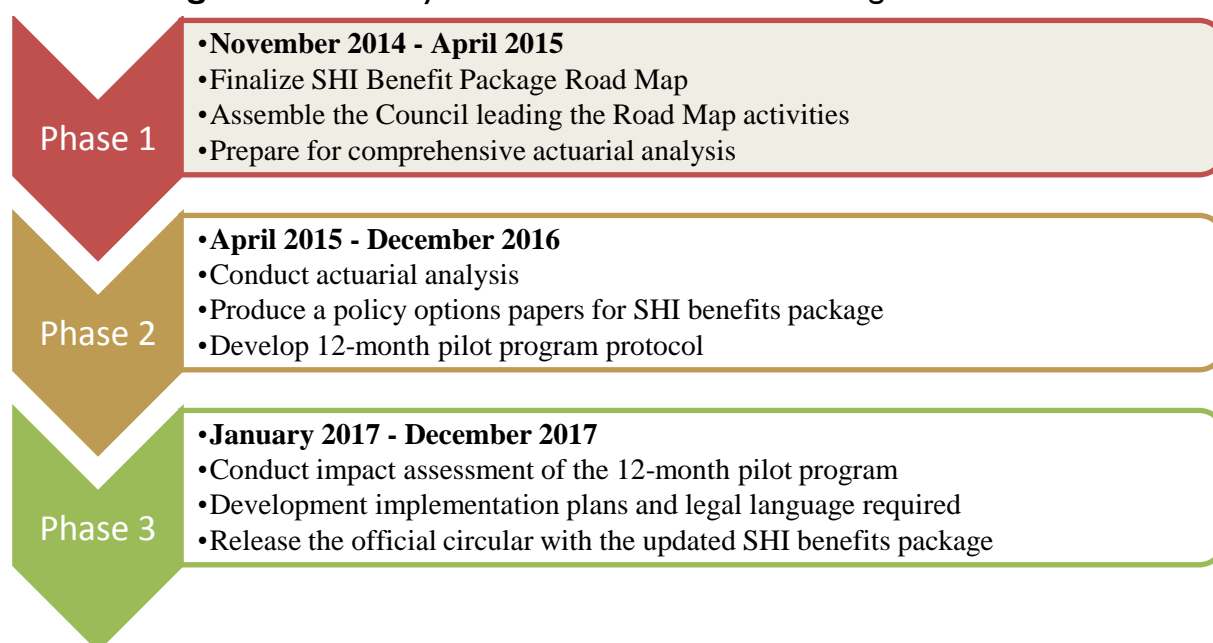 Phase 1
•November 2014 - April 2015
•Finalize SHI Benefit Package Road Map
•Assemble the Council leading the Road Map activities
•Prepare for comprehensive actuarial analysis
Phase 2
•April 2015 - December 2016
•Conduct actuarial analysis
•Produce a policy options papers for SHI benefits package
•Develop 12-month pilot program protocol
Phase 3
•January 2017 - December 2017
•Conduct impact assessment of the 12-month pilot program
•Development implementation plans and legal language required
•Release the official circular with the updated SHI benefits package